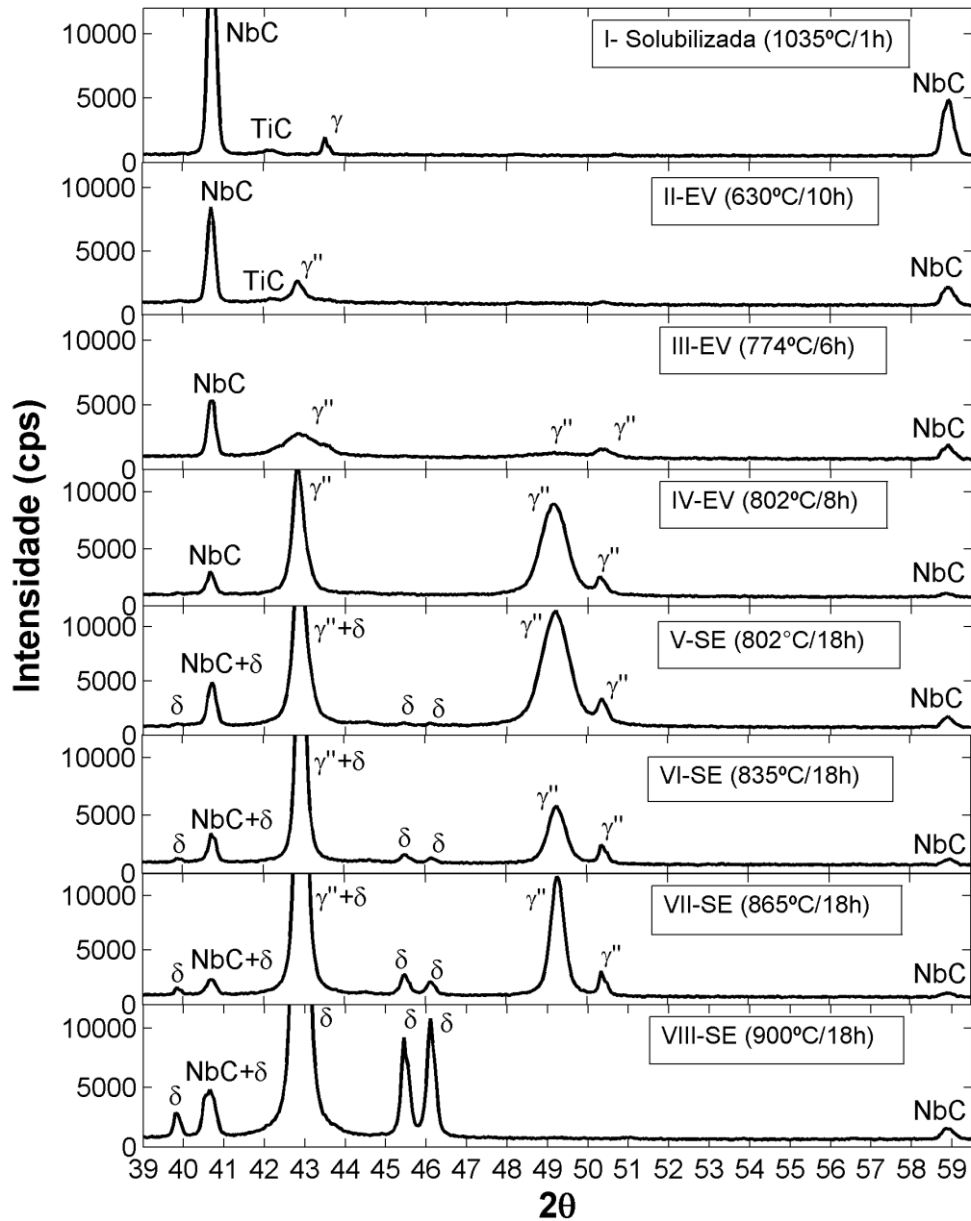 Intensidade (cps)
10000
5000
0
NbC
TiC
γ
I- Solubilizada (1035ºC/1h)
NbC
10000
5000
0
NbC
TiC
γ"
II-EV (630ºC/10h)
NbC
10000
5000
0
NbC
γ"
γ"
γ"
III-EV (774ºC/6h)
NbC
10000
5000
0
NbC
γ"
γ"
γ"
IV-EV (802ºC/8h)
NbC
10000
5000
0
δ
NbC+δ
γ"+δ
δ
δ
γ"
γ"
V-SE (802°C/18h)
NbC
10000
5000
0
δ
NbC+δ
γ"+δ
δ
δ
γ"
γ"
VI-SE (835ºC/18h)
NbC
10000
5000
0
δ
NbC+δ
γ"+δ
δ
δ
γ"
γ"
VII-SE (865ºC/18h)
NbC
10000
5000
0
δ
NbC+δ
δ
δ
δ
VIII-SE (900ºC/18h)
NbC
39 40 41 42 43 44 45 46 47 48 49 50 51 52 53 54 55 56 57 58 59
2θ